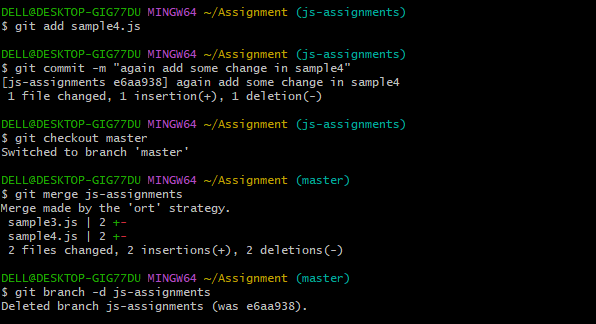 DELL@DESKTOP-GIG77DU MINGW64 ~/Assignment (js-assignments)
$ git add sample4.js
DELL@DESKTOP-GIG77DU MINGW64 ~/Assignment (js-assignments)
$ git commit -m "again add some change in sample4"
[js-assignments e6aa938] again add some change in sample4
 1 file changed, 1 insertion(+), 1 deletion(-)
DELL@DESKTOP-GIG77DU MINGW64 ~/Assignment (js-assignments)
$ git checkout master
Switched to branch 'master'
DELL@DESKTOP-GIG77DU MINGW64 ~/Assignment (master)
$ git merge js-assignments
Merge made by the 'ort' strategy.
 sample3.js | 2 +-
 sample4.js | 2 +-
 2 files changed, 2 insertions(+), 2 deletions(-)
DELL@DESKTOP-GIG77DU MINGW64 ~/Assignment (master)
$ git branch -d js-assignments
Deleted branch js-assignments (was e6aa938).